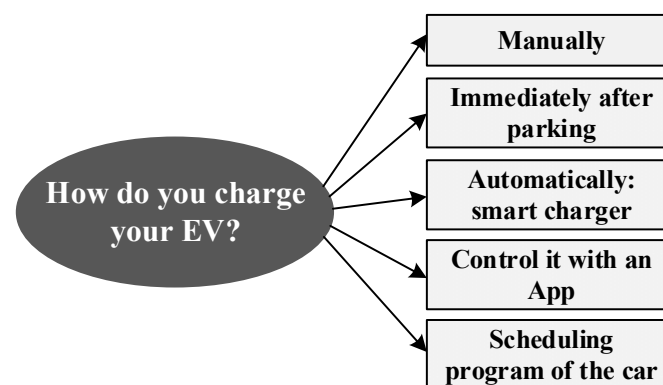 How do you charge
your EV?
Manually
Immediately after
parking
Automatically:
smart charger
Control it with an
App
Scheduling
program of the car